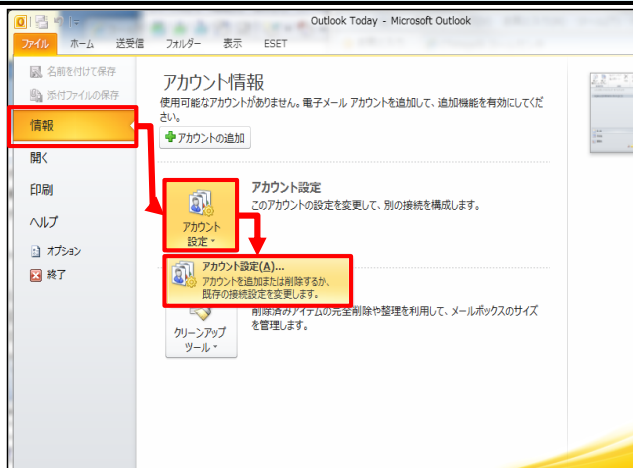 Outlook Today - Microsoft Outlook
ファイル ホーム 送受信 フォルダー 表示 ESET
名前を付けて保存
添付ファイルの保存
情報
開く
印刷
ヘルプ
オプション
終了
アカウント情報
使用可能なアカウントがありません。電子メール アカウントを追加して、追加機能を有効にしてくだ
さい。
アカウントの追加
アカウント
設定
アカウント設定
このアカウントの設定を変更して、別の接続を構成します。
アカウント設定(A)...
アカウントを追加または削除するか、
既存の接続設定を変更します。
クリーンアップ
ツール
削除済みアイテムの完全削除や整理を利用して、メールボックスのサイズ
を管理します。